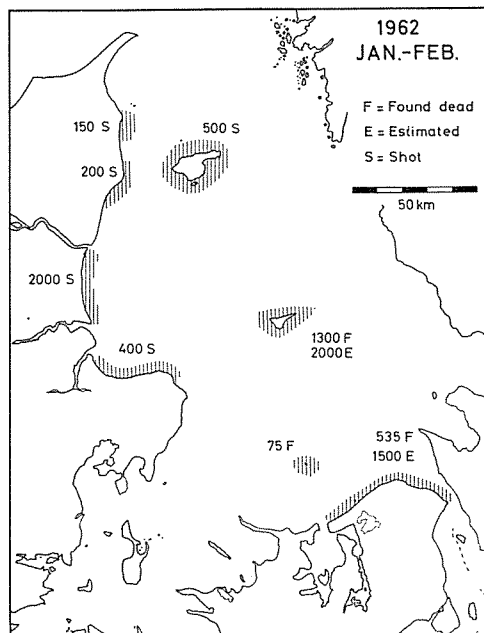 1962
JAN.-FEB.
F = Found dead
E = Estimated
S = Shot
50 km
150 S
500 S
200 S
2000 S
1300 F
2000 E
400 S
75 F
535 F
1500 E